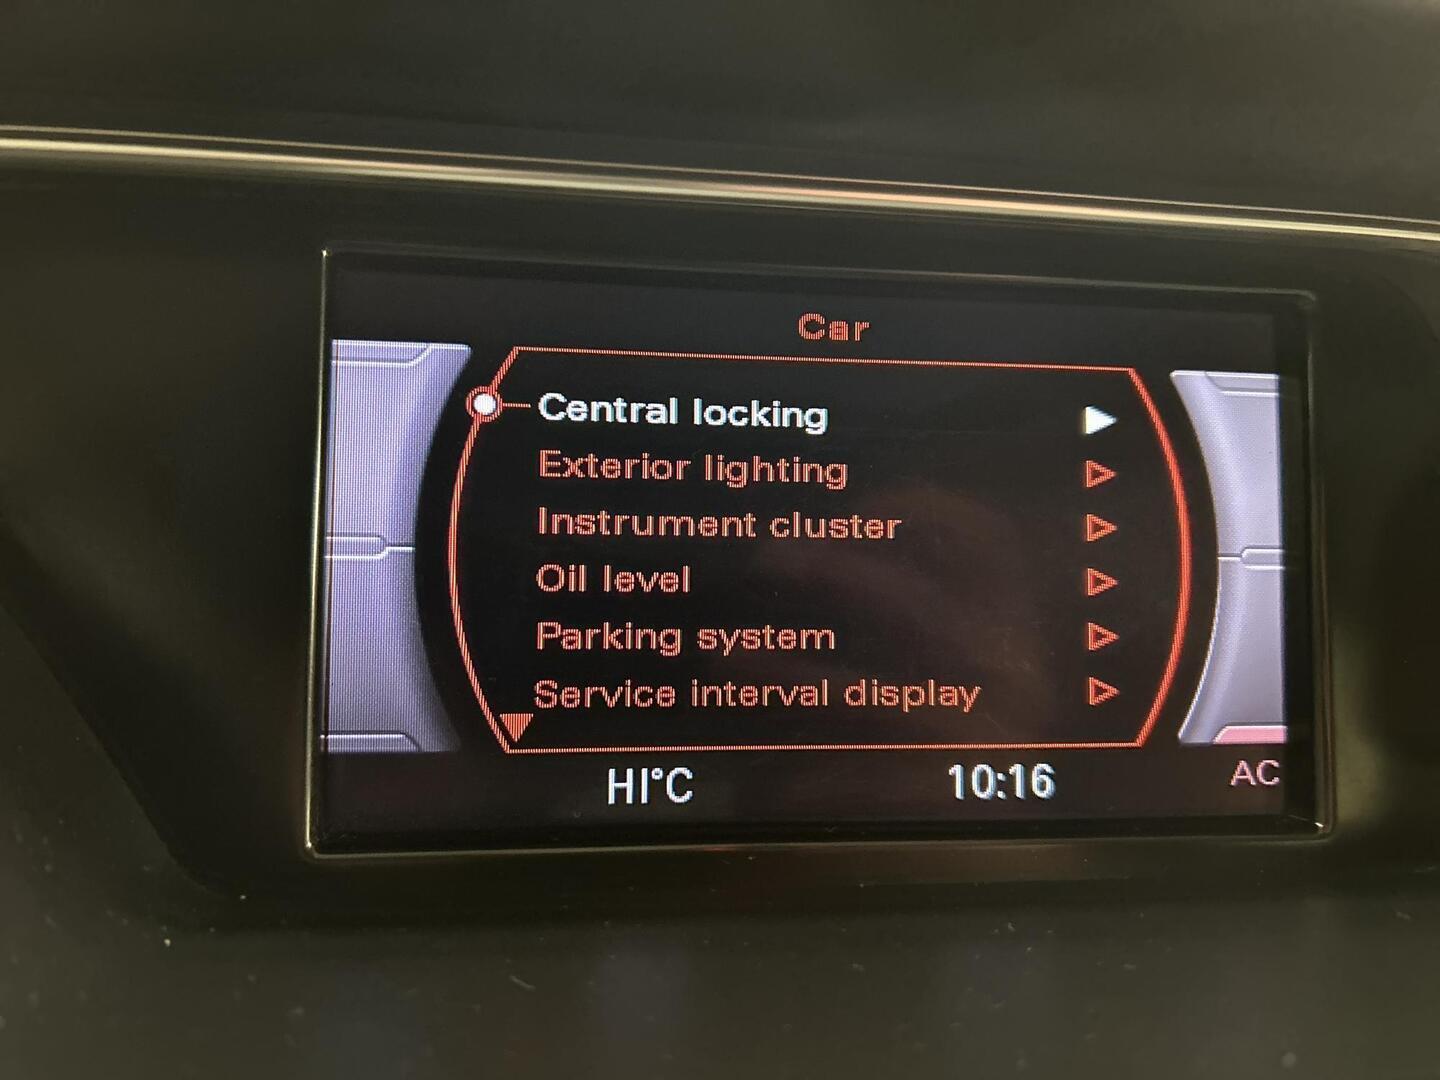 Car
Central locking
Exterior lighting
Instrument cluster
Oil level
Parking system
Service interval display
HI°C 10:16 AC